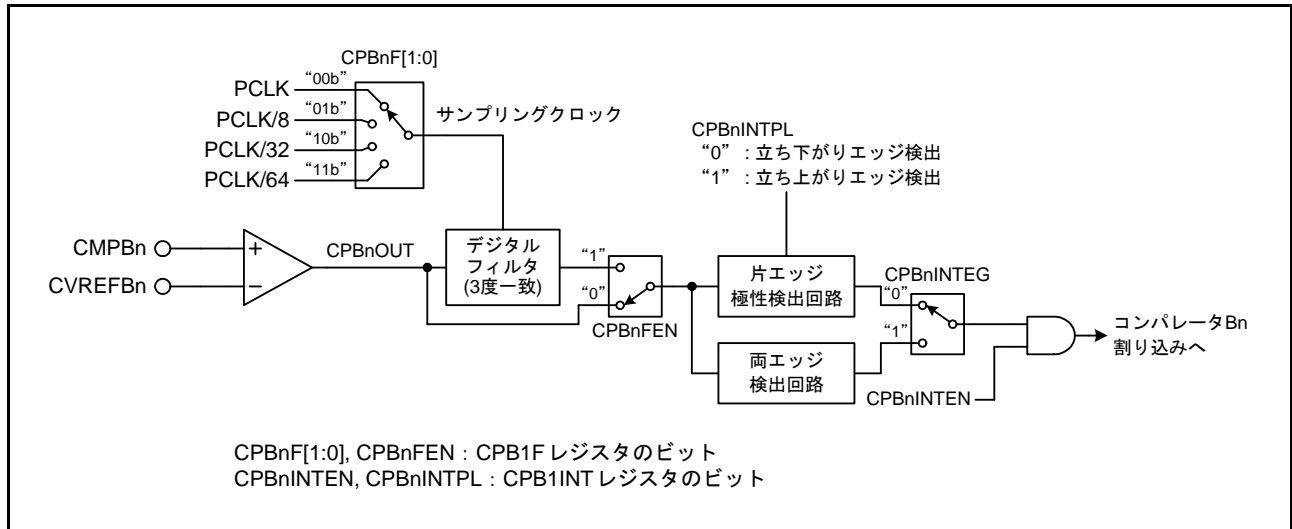 CPBnF[1:0]
PCLK
“00b”
PCLK/8
“01b”
PCLK/32
“10b”
PCLK/64
“11b”
サンプリングクロック
CPBnINTPL
“0” : 立ち下がりエッジ検出
“1” : 立ち上がりエッジ検出
CMPBn
CVREFBn
+
−
CPBnOUT
デジタル
フィルタ
(3度一致)
“1”
“0”
CPBnFEN
片エッジ
極性検出回路
両エッジ
検出回路
CPBnINTEG
“0”
“1”
CPBnINTEN
コンパレータBn
割り込みへ
CPBnF[1:0], CPBnFEN : CPB1F レジスタのビット
CPBnINTEN, CPBnINTPL : CPB1INT レジスタのビット